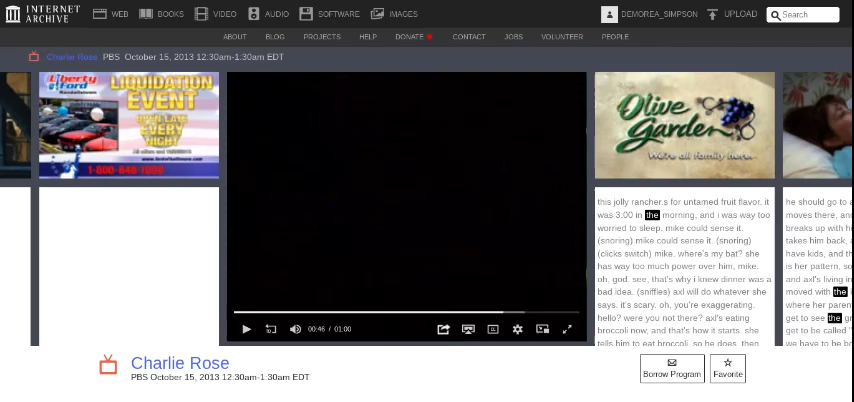 INTERNET ARCHIVE
WEB BOOKS VIDEO AUDIO SOFTWARE IMAGES
DEMOREA_SIMPSON UPLOAD Search
ABOUT BLOG PROJECTS HELP DONATE CONTACT JOBS VOLUNTEER PEOPLE
Charlie Rose PBS October 15, 2013 12:30am-1:30am EDT
Liberty Ford
LIQUIDATION EVENT
OPEN LATE EVERY NIGHT
Olive Garden
We're all family here.
this jolly rancher.s for untamed fruit flavor. it
was 3:00 in the morning, and i was way too
worried to sleep. mike could sense it.
(snoring) mike could sense it. (snoring)
(clicks switch) mike, where's my bat? she
has way too much power over him, mike.
oh, god. see, that's why i knew dinner was a
bad idea. (sniffles) axl will do whatever she
says. it's scary. oh, you're exaggerating.
hello? were you not there? axl's eating
broccoli now, and that's how it starts. she
tells him to eat broccoli, so he does, then
he should go to
moves there, and
breaks up with
takes him back,
have kids, and
is her pattern, so
and axl's living in
moved with the
where her paren
get to see the
get to be called "
we have to be
00:46 / 01:00
Charlie Rose
PBS October 15, 2013 12:30am-1:30am EDT
Borrow Program
Favorite